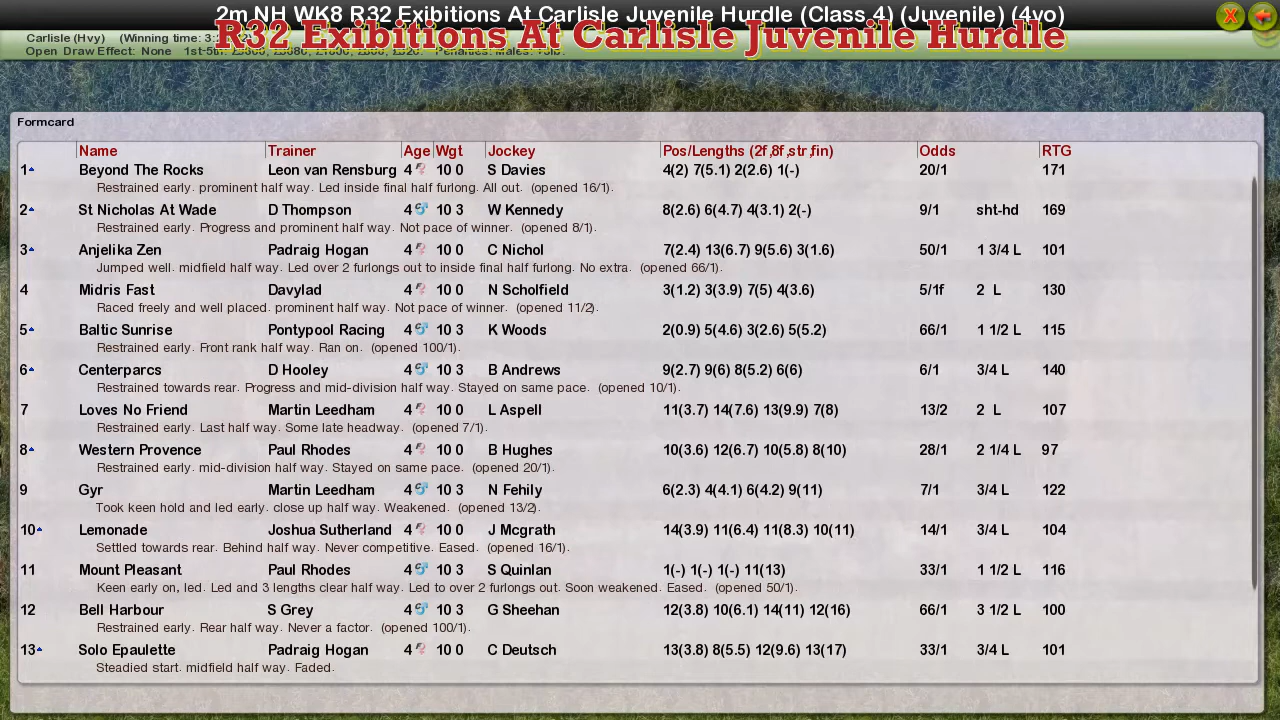 2m NH WK8 R32 Exibitions At Carlisle Juvenile Hurdle (Class 4) (Juvenile) (4yo)
R32 Exibitions At Carlisle Juvenile Hurdle
Carlisle (Hvy) (Winning time: 3:
Open Draw Effect: None 1st-5th:
Formcard
Name Trainer Age Wgt Jockey Pos/Lengths (2f,8f,str,fin) Odds RTG
1 Beyond The Rocks Leon van Rensburg 4 10 0 S Davies 4(2) 7(5.1) 2(2.6) 1(-) 20/1 171
Restrained early. prominent half way. Led inside final half furlong. All out. (opened 16/1).
2 St Nicholas At Wade D Thompson 4 10 3 W Kennedy 8(2.6) 6(4.7) 4(3.1) 2(-) 9/1 sht-hd 169
Restrained early. Progress and prominent half way. Not pace of winner. (opened 8/1).
3 Anjelika Zen Padraig Hogan 4 10 0 C Nichol 7(2.4) 13(6.7) 9(5.6) 3(1.6) 50/1 1 3/4 L 101
Jumped well. midfield half way. Led over 2 furlongs out to inside final half furlong. No extra. (opened 66/1).
4 Midris Fast Davylad 4 10 0 N Scholfield 3(1.2) 3(3.9) 7(5) 4(3.6) 5/1f 2 L 130
Raced freely and well placed. prominent half way. Not pace of winner. (opened 11/2).
5 Baltic Sunrise Pontypool Racing 4 10 3 K Woods 2(0.9) 5(4.6) 3(2.6) 5(5.2) 66/1 1 1/2 L 115
Restrained early. Front rank half way. Ran on. (opened 100/1).
6 Centerparcs D Hooley 4 10 3 B Andrews 9(2.7) 9(6) 8(5.2) 6(6) 6/1 3/4 L 140
Restrained towards rear. Progress and mid-division half way. Stayed on same pace. (opened 10/1).
7 Loves No Friend Martin Leedham 4 10 0 L Aspell 11(3.7) 14(7.6) 13(9.9) 7(8) 13/2 2 L 107
Restrained early. Last half way. Some late headway. (opened 7/1).
8 Western Provence Paul Rhodes 4 10 0 B Hughes 10(3.6) 12(6.7) 10(5.8) 8(10) 28/1 2 1/4 L 97
Restrained early. mid-division half way. Stayed on same pace. (opened 20/1).
9 Gyr Martin Leedham 4 10 3 N Fehily 6(2.3) 4(4.1) 6(4.2) 9(11) 7/1 3/4 L 122
Took keen hold and led early. close up half way. Weakened. (opened 13/2).
10 Lemonade Joshua Sutherland 4 10 0 J Mcgrath 14(3.9) 11(6.4) 11(8.3) 10(11) 14/1 3/4 L 104
Settled towards rear. Behind half way. Never competitive. Eased. (opened 16/1).
11 Mount Pleasant Paul Rhodes 4 10 3 S Quinlan 1(-) 1(-) 1(-) 11(13) 33/1 1 1/2 L 116
Keen early on, led. Led and 3 lengths clear half way. Led to over 2 furlongs out. Soon weakened. Eased. (opened 50/1).
12 Bell Harbour S Grey 4 10 3 G Sheehan 12(3.8) 10(6.1) 14(11) 12(16) 66/1 3 1/2 L 100
Restrained early. Rear half way. Never a factor. (opened 100/1).
13 Solo Epaulette Padraig Hogan 4 10 0 C Deutsch 13(3.8) 8(5.5) 12(9.6) 13(17) 33/1 3/4 L 101
Steadied start. midfield half way. Faded.